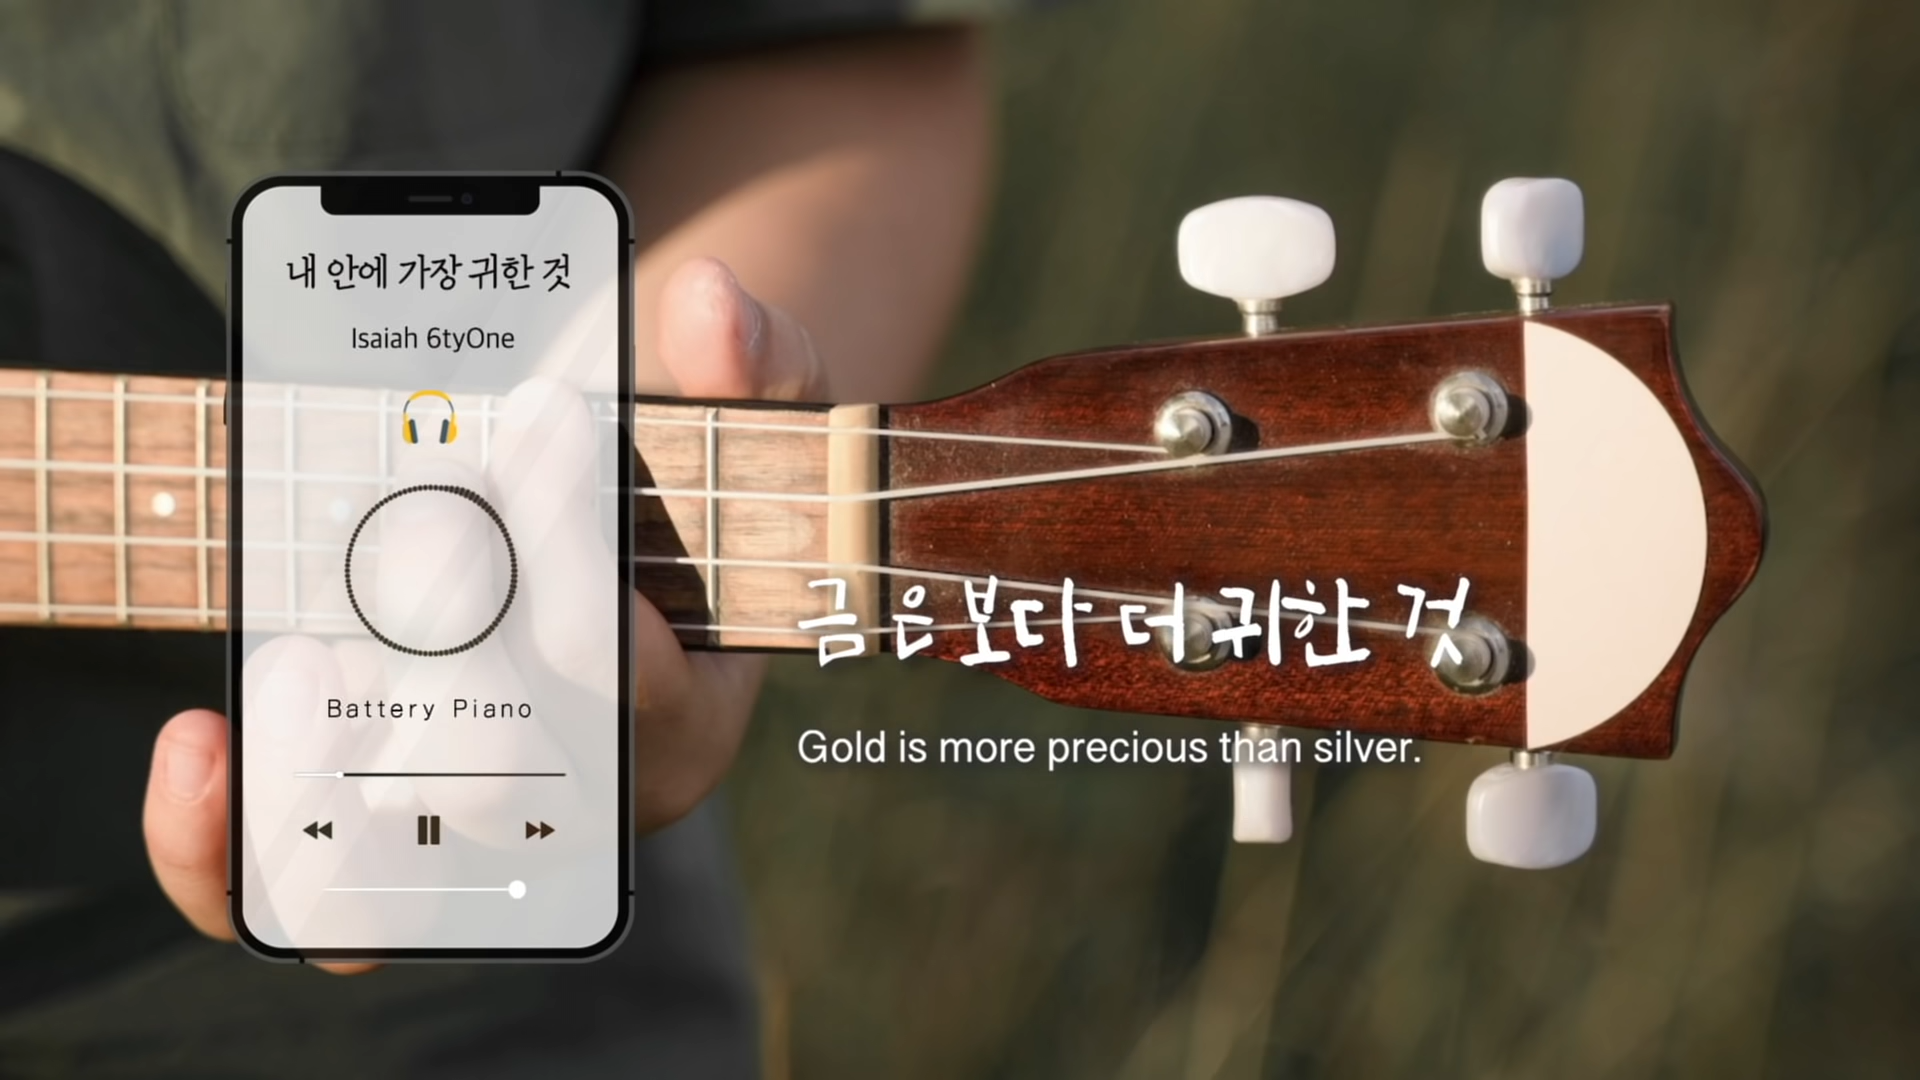 내 안에 가장 귀한 것
Isaiah 6tyOne
Battery Piano
금 은보다 더 귀한 것
Gold is more precious than silver.